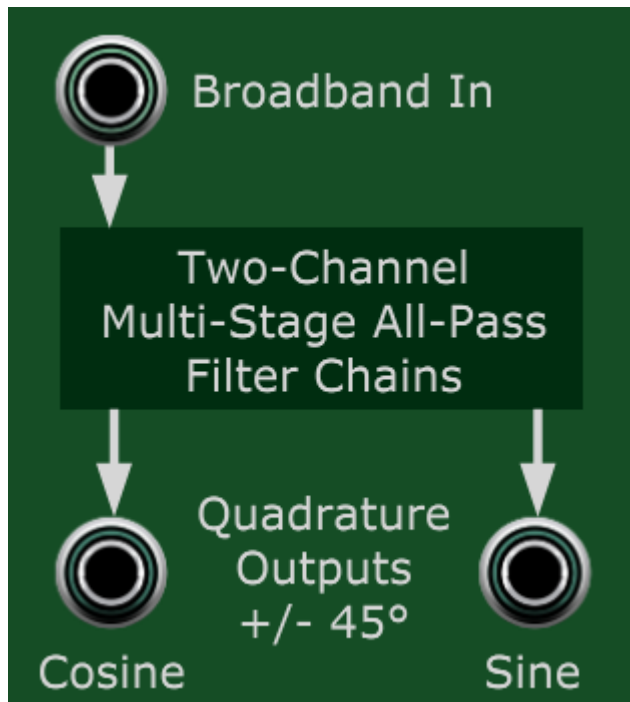 Broadband In
Two-Channel
Multi-Stage All-Pass
Filter Chains
Quadrature
Outputs
+/- 45°
Cosine
Sine